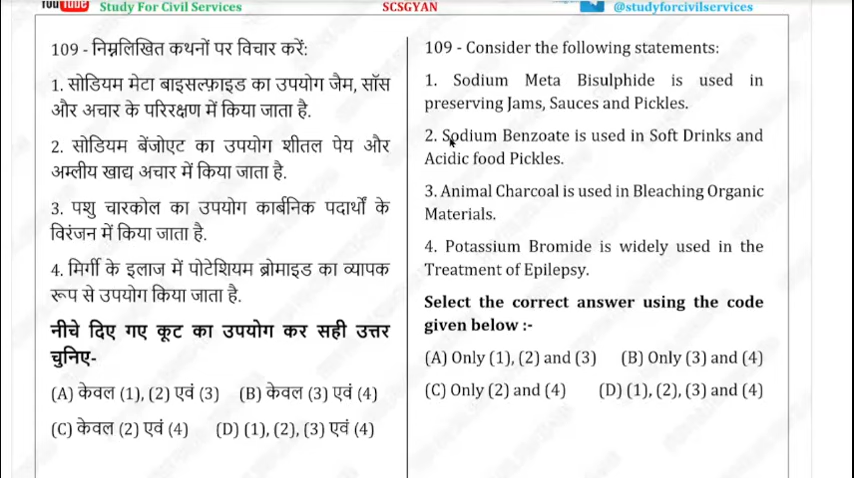 YouTube Study For Civil Services
SCSGYAN
@studyforcivilservices
109 - निम्नलिखित कथनों पर विचार करें:
1. सोडियम मेटा बाइसल्फ़ाइड का उपयोग जैम, सॉस
और अचार के परिरक्षण में किया जाता है.
2. सोडियम बेंजोएट का उपयोग शीतल पेय और
अम्लीय खाद्य अचार में किया जाता है.
3. पशु चारकोल का उपयोग कार्बनिक पदार्थों के
विरंजन में किया जाता है.
4. मिर्गी के इलाज में पोटेशियम ब्रोमाइड का व्यापक
रूप से उपयोग किया जाता है.
नीचे दिए गए कूट का उपयोग कर सही उत्तर
चुनिए-
(A) केवल (1), (2) एवं (3) (B) केवल (3) एवं (4)
(C) केवल (2) एवं (4) (D) (1), (2), (3) एवं (4)
109 - Consider the following statements:
1. Sodium Meta Bisulphide is used in
preserving Jams, Sauces and Pickles.
2. Sodium Benzoate is used in Soft Drinks and
Acidic food Pickles.
3. Animal Charcoal is used in Bleaching Organic
Materials.
4. Potassium Bromide is widely used in the
Treatment of Epilepsy.
Select the correct answer using the code
given below :-
(A) Only (1), (2) and (3) (B) Only (3) and (4)
(C) Only (2) and (4) (D) (1), (2), (3) and (4)